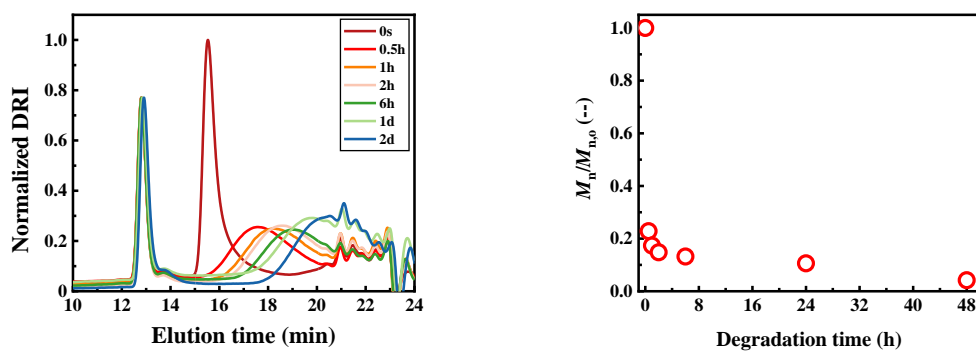 Normalized DRI
1.0
0.8
0.6
0.4
0.2
0
10 12 14 16 18 20 22 24
Elution time (min)
0s
0.5h
1h
2h
6h
1d
2d
Mn/Mn,o (--)
1.0
0.8
0.6
0.4
0.2
0.0
0 8 16 24 32 40 48
Degradation time (h)